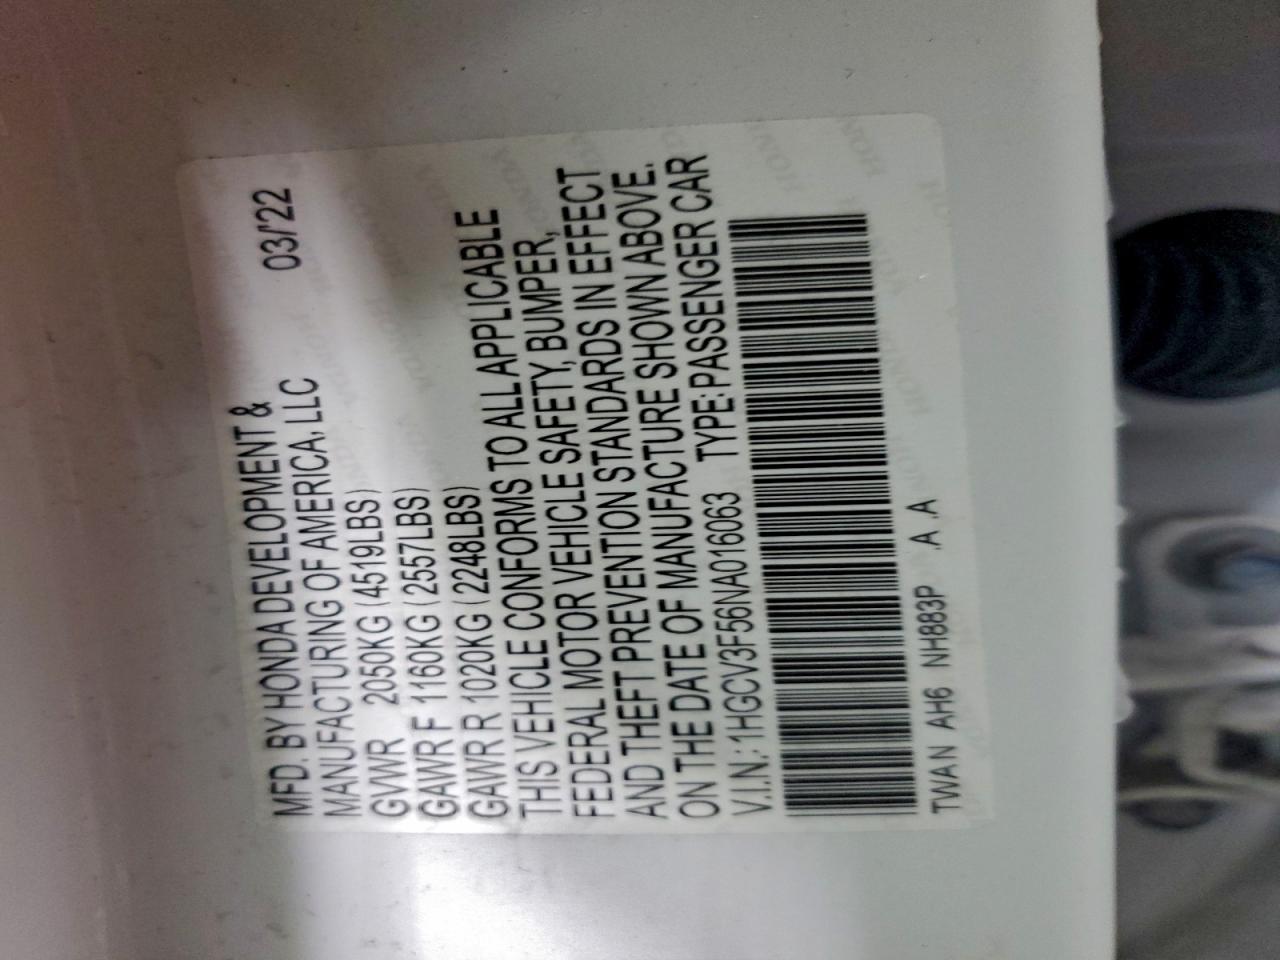 MFD. BY HONDA DEVELOPMENT &
MANUFACTURING OF AMERICA, LLC 03/'22
GVWR 2050KG (4519LBS)
GAWR F 1160KG (2557LBS)
GAWR R 1020KG (2248LBS)
THIS VEHICLE CONFORMS TO ALL APPLICABLE
FEDERAL MOTOR VEHICLE SAFETY, BUMPER,
AND THEFT PREVENTION STANDARDS IN EFFECT
ON THE DATE OF MANUFACTURE SHOWN ABOVE.
V.I.N.: 1HGCV3F56NA016063 TYPE: PASSENGER CAR
TWAN AH6 NH883P A A